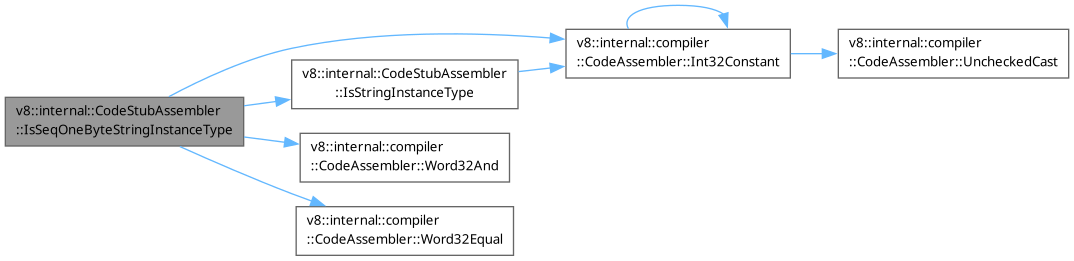 v8::internal::CodeStubAssembler
::IsSeqOneByteStringInstanceType
v8::internal::CodeStubAssembler
::IsStringInstanceType
v8::internal::compiler
::CodeAssembler::Int32Constant
v8::internal::compiler
::CodeAssembler::UncheckedCast
v8::internal::compiler
::CodeAssembler::Word32And
v8::internal::compiler
::CodeAssembler::Word32Equal